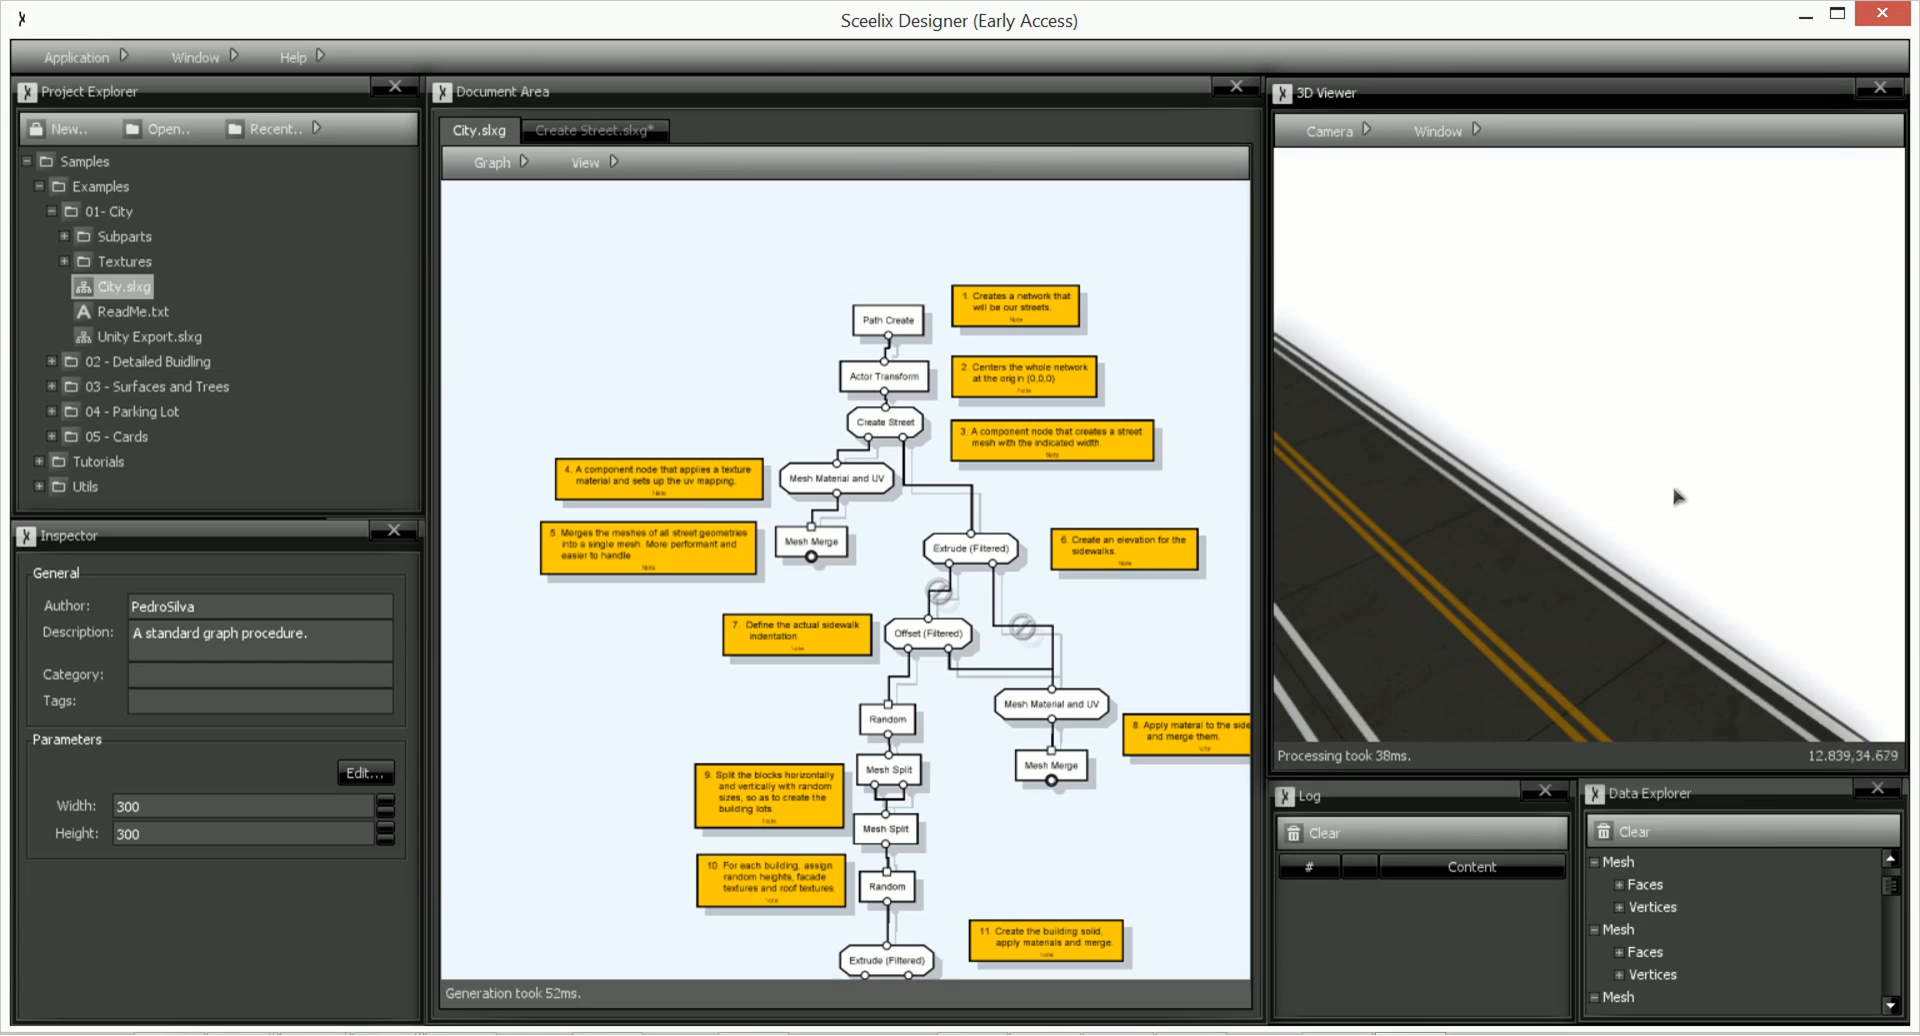 Sceelix Designer (Early Access)
Application
Window
Help
Project Explorer
New..
Open..
Recent..
Samples
Examples
01- City
Subparts
Textures
City.slxg
ReadMe.txt
Unity Export.slxg
02 - Detailed Buidling
03 - Surfaces and Trees
04 - Parking Lot
05 - Cards
Tutorials
Utils
Inspector
General
Author:
PedroSilva
Description:
A standard graph procedure.
Category:
Tags:
Parameters
Edit...
Width:
300
Height:
300
Document Area
City.slxg
Create Street.slxg*
Graph
View
Path Create
1. Creates a network that
will be our streets.
Note
Actor Transform
2. Centers the whole network
at the origin (0,0,0)
Note
Create Street
3. A component node that creates a street
mesh with the indicated width.
Note
4. A component node that applies a texture
material and sets up the uv mapping.
Note
Mesh Material and UV
5. Merges the meshes of all street geometries
into a single mesh. More performant and
easier to handle.
Note
Mesh Merge
Extrude (Filtered)
6. Create an elevation for the
sidewalks.
Note
7. Define the actual sidewalk
indentation.
Note
Offset (Filtered)
Random
Mesh Material and UV
8. Apply materal to the side
and merge them.
Note
Mesh Split
Mesh Merge
9. Split the blocks horizontally
and vertically with random
sizes, so as to create the
building lots
Note
Mesh Split
10. For each building, assign
random heights, facade
textures and roof textures.
Note
Random
11. Create the building solid,
apply materials and merge.
Note
Extrude (Filtered)
Generation took 52ms.
3D Viewer
Camera
Window
Processing took 38ms.
12.839,34.679
Log
Clear
#
Content
Data Explorer
Clear
Mesh
Faces
Vertices
Mesh
Faces
Vertices
Mesh